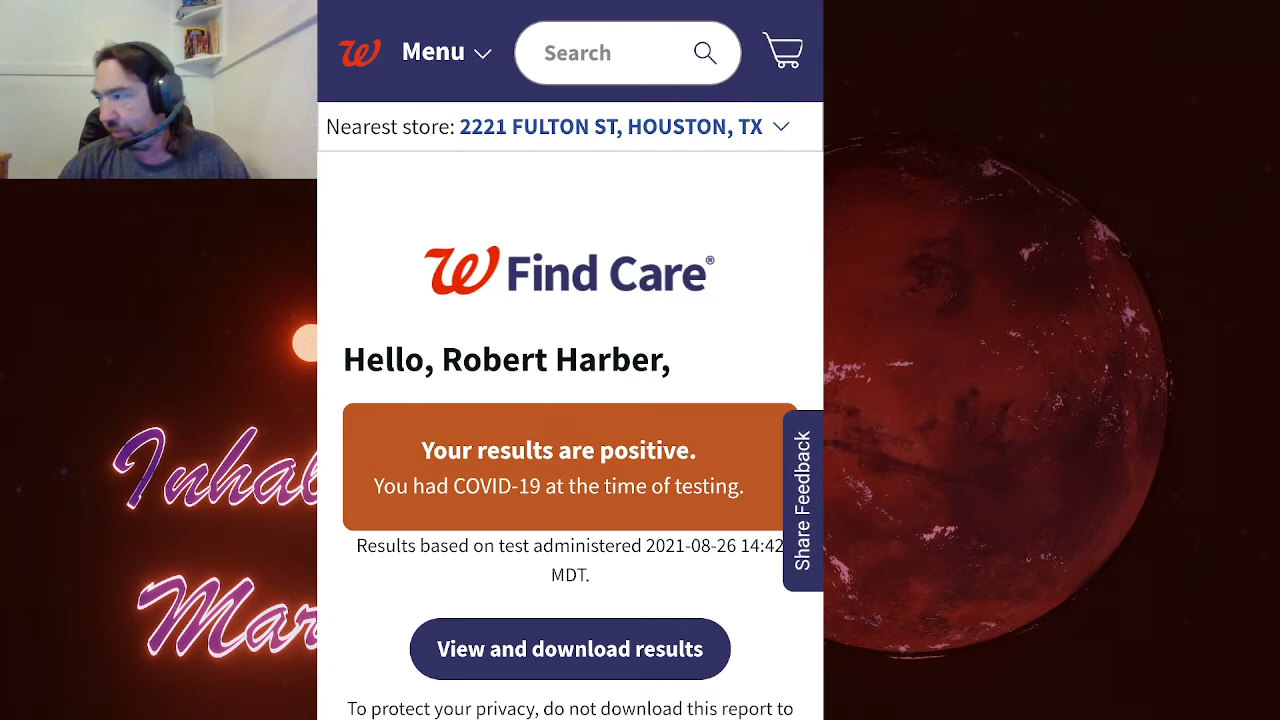 W Menu
Search
Nearest store: 2221 FULTON ST, HOUSTON, TX
W Find Care®
Hello, Robert Harber,
Your results are positive.
You had COVID-19 at the time of testing.
Share Feedback
Results based on test administered 2021-08-26 14:42
MDT.
View and download results
To protect your privacy, do not download this report to
Inhal
Mar